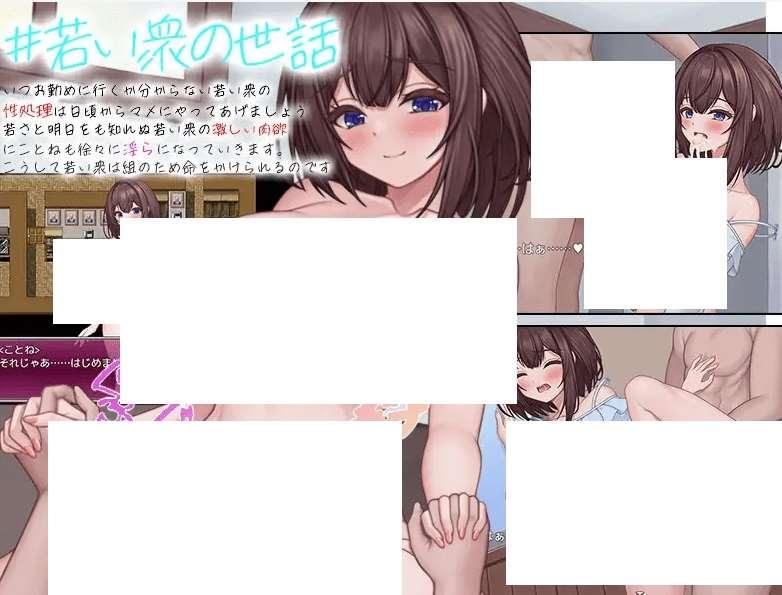 #若い衆の世話
いつお勤めに行くか分からない若い衆の
性処理は日頃からマメにやってあげましょう
若さと明日をも知れぬ若い衆の激しい肉欲
にことねも徐々に淫らになっていきます
こうして若い衆は組のため命をかけられるのです
…はぁ……♥
<ことね>
それじゃあ……はじめま
はぁ